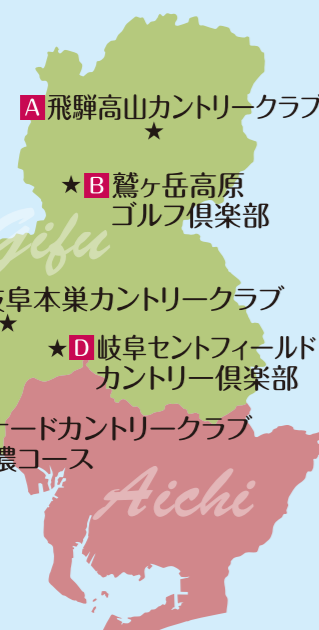 A 飛騨高山カントリークラブ
B 鷲ヶ岳高原
ゴルフ倶楽部
Gifu
岐阜本巣カントリークラブ
D 岐阜セントフィールド
カントリー倶楽部
ードカントリークラブ
濃コース
Aichi